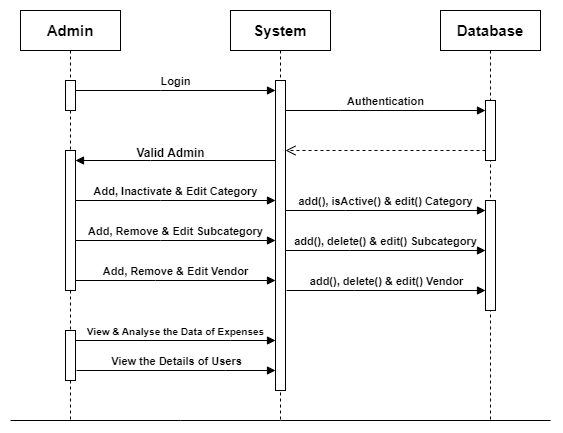 Admin
System
Database
Login
Authentication
Valid Admin
Add, Inactivate & Edit Category
add(), isActive() & edit() Category
Add, Remove & Edit Subcategory
add(), delete() & edit() Subcategory
Add, Remove & Edit Vendor
add(), delete() & edit() Vendor
View & Analyse the Data of Expenses
View the Details of Users